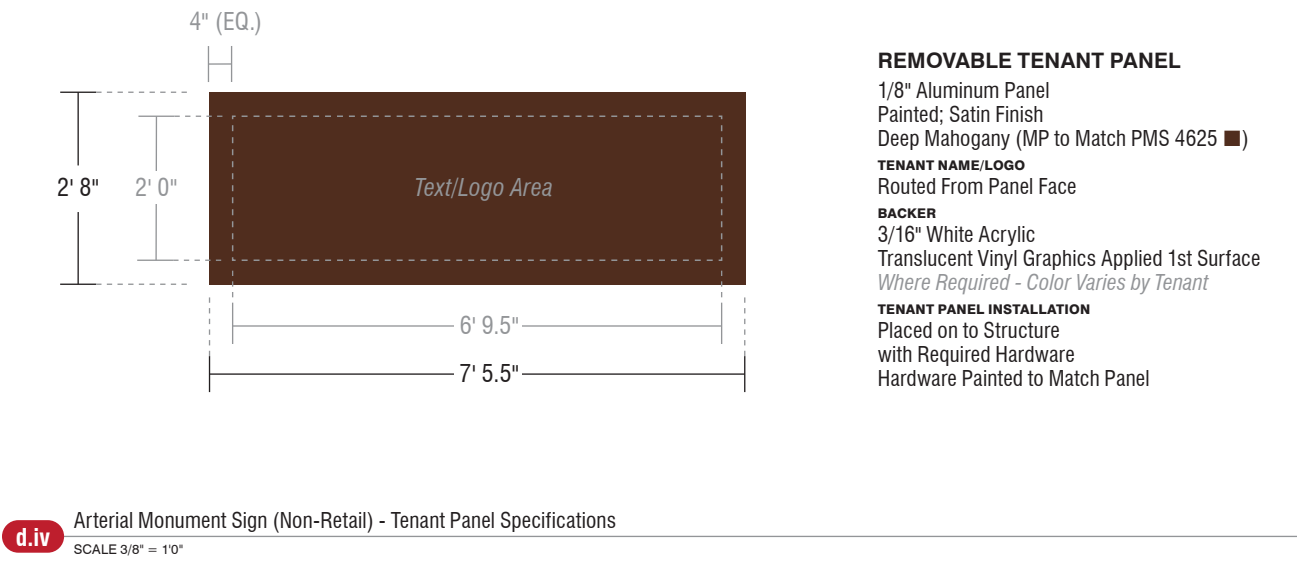 4" (EQ.)
2' 8"
2' 0"
Text/Logo Area
6' 9.5"
7' 5.5"
REMOVABLE TENANT PANEL
1/8" Aluminum Panel
Painted; Satin Finish
Deep Mahogany (MP to Match PMS 4625 ■)
TENANT NAME/LOGO
Routed From Panel Face
BACKER
3/16" White Acrylic
Translucent Vinyl Graphics Applied 1st Surface
Where Required - Color Varies by Tenant
TENANT PANEL INSTALLATION
Placed on to Structure
with Required Hardware
Hardware Painted to Match Panel
d.iv
Arterial Monument Sign (Non-Retail) - Tenant Panel Specifications
SCALE 3/8" = 1'0"